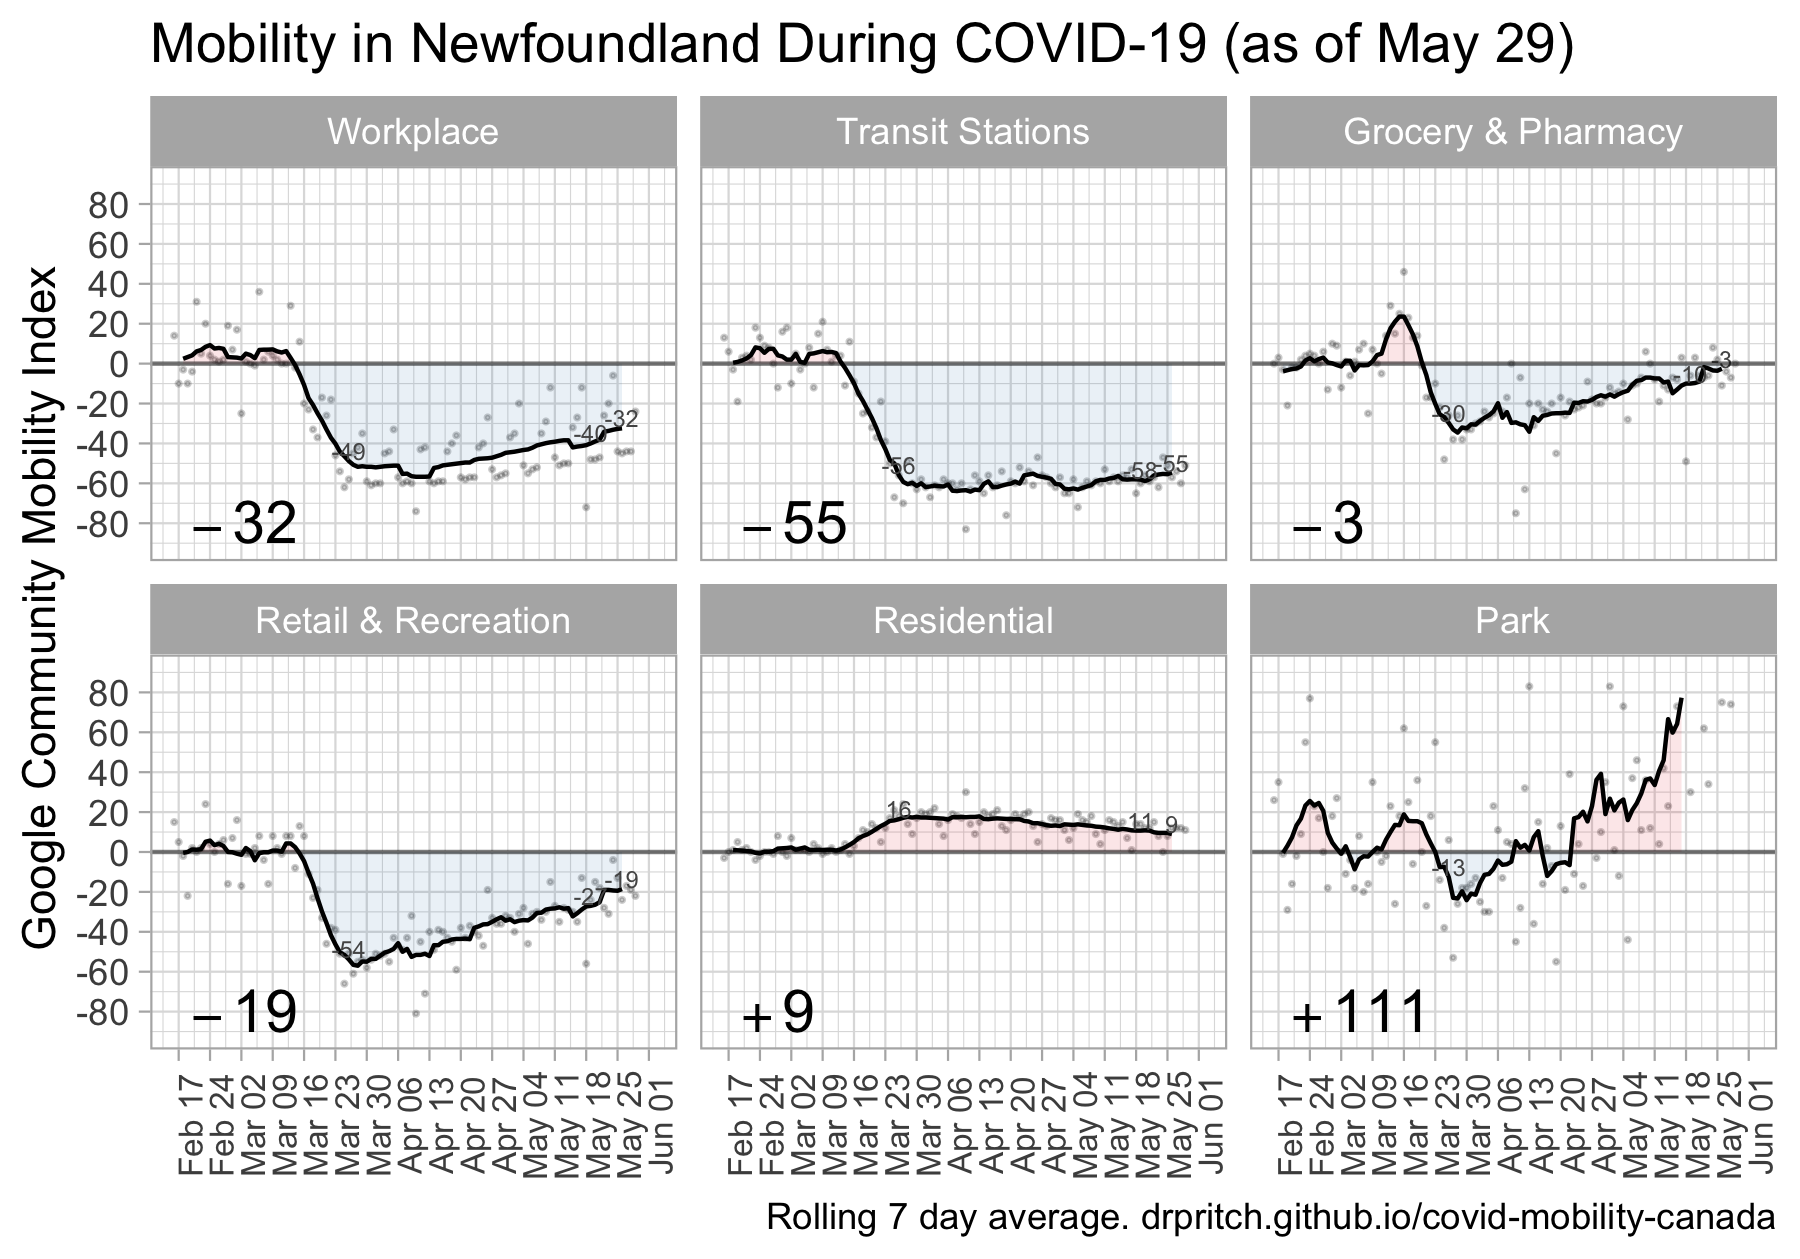 Mobility in Newfoundland During COVID-19 (as of May 29)
Workplace
Transit Stations
Grocery & Pharmacy
Google Community Mobility Index
80
60
40
20
0
-20
-40
-60
-80
-49
-40
-32
–32
-56
-58
-55
–55
-30
-10
-3
–3
Retail & Recreation
Residential
Park
80
60
40
20
0
-20
-40
-60
-80
-54
-27
-19
–19
16
11
9
+9
-13
+111
Feb 17
Feb 24
Mar 02
Mar 09
Mar 16
Mar 23
Mar 30
Apr 06
Apr 13
Apr 20
Apr 27
May 04
May 11
May 18
May 25
Jun 01
Feb 17
Feb 24
Mar 02
Mar 09
Mar 16
Mar 23
Mar 30
Apr 06
Apr 13
Apr 20
Apr 27
May 04
May 11
May 18
May 25
Jun 01
Feb 17
Feb 24
Mar 02
Mar 09
Mar 16
Mar 23
Mar 30
Apr 06
Apr 13
Apr 20
Apr 27
May 04
May 11
May 18
May 25
Jun 01
Rolling 7 day average. drpritch.github.io/covid-mobility-canada